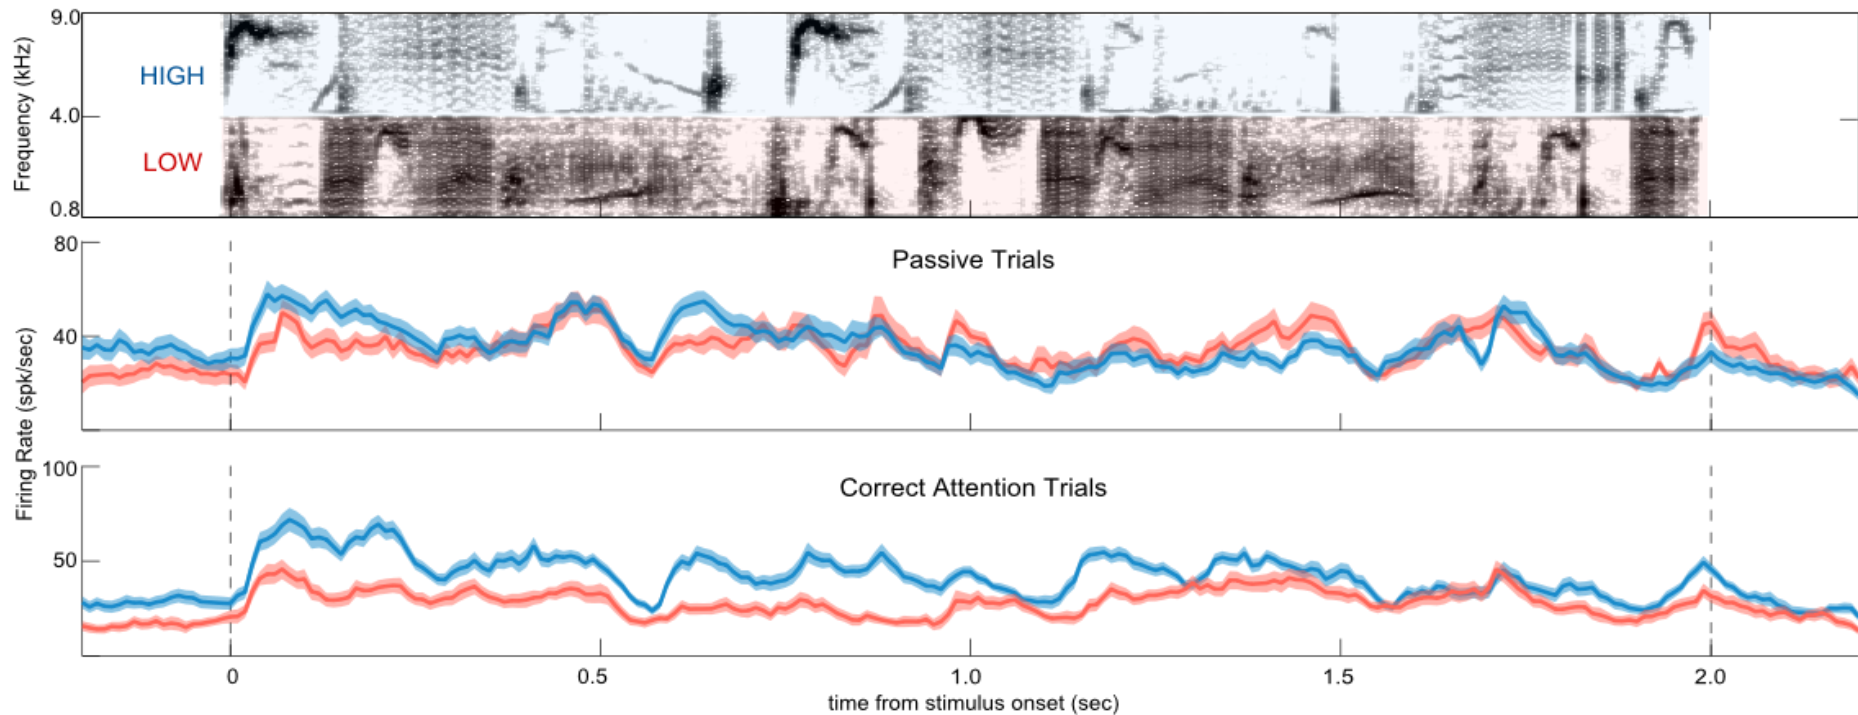 Frequency (kHz)
9.0
HIGH
4.0
LOW
0.8
Firing Rate (spk/sec)
80
Passive Trials
40
100
Correct Attention Trials
50
0
0.5
1.0
1.5
2.0
time from stimulus onset (sec)